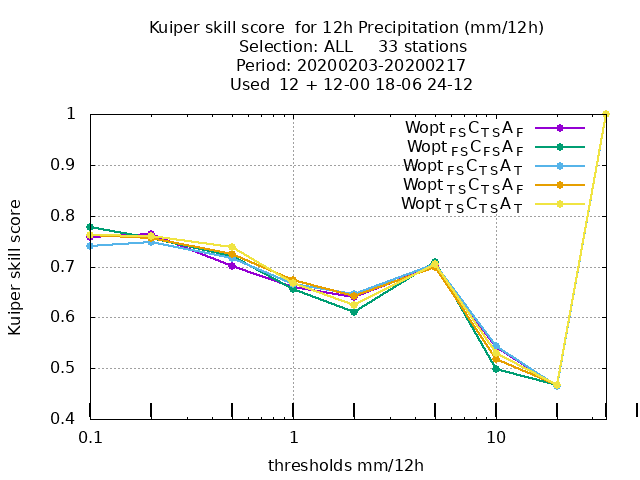 Kuiper skill score  for 12h Precipitation (mm/12h)
Selection: ALL     33 stations
Period: 20200203-20200217
Used  12 + 12-00 18-06 24-12
Wopt FS C TS A F
Wopt FS C FS A F
Wopt FS C TS A T
Wopt TS C TS A F
Wopt TS C TS A T
Kuiper skill score
1
0.9
0.8
0.7
0.6
0.5
0.4
0.1
1
10
thresholds mm/12h